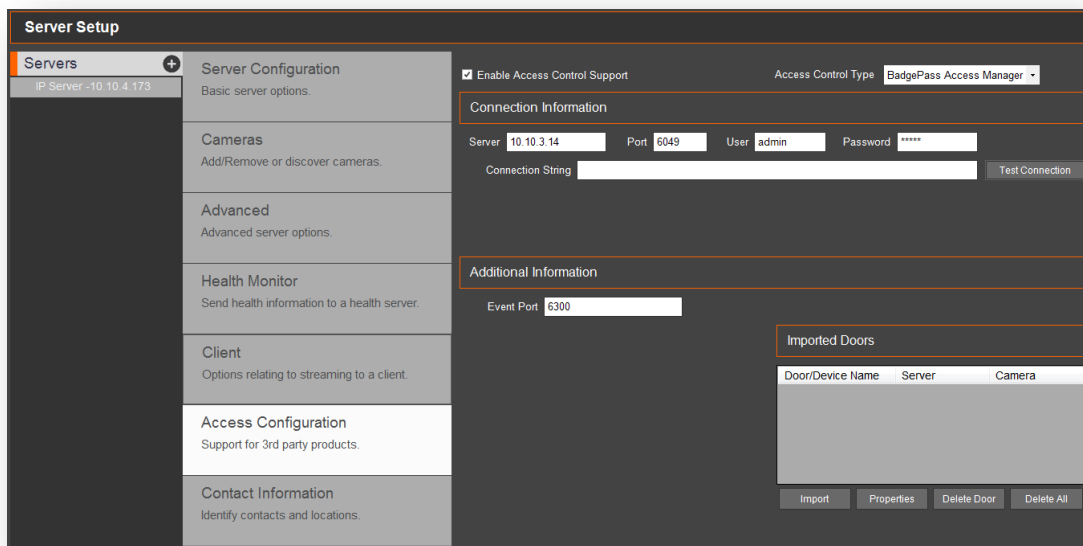 Server Setup
Servers
IP Server -10.10.4.173
Server Configuration
Basic server options.
Cameras
Add/Remove or discover cameras.
Advanced
Advanced server options.
Health Monitor
Send health information to a health server.
Client
Options relating to streaming to a client.
Access Configuration
Support for 3rd party products.
Contact Information
Identify contacts and locations.
Enable Access Control Support
Access Control Type BadgePass Access Manager
Connection Information
Server 10.10.3.14 Port 6049 User admin Password *****
Connection String Test Connection
Additional Information
Event Port 6300
Imported Doors
Door/Device Name Server Camera
Import Properties Delete Door Delete All